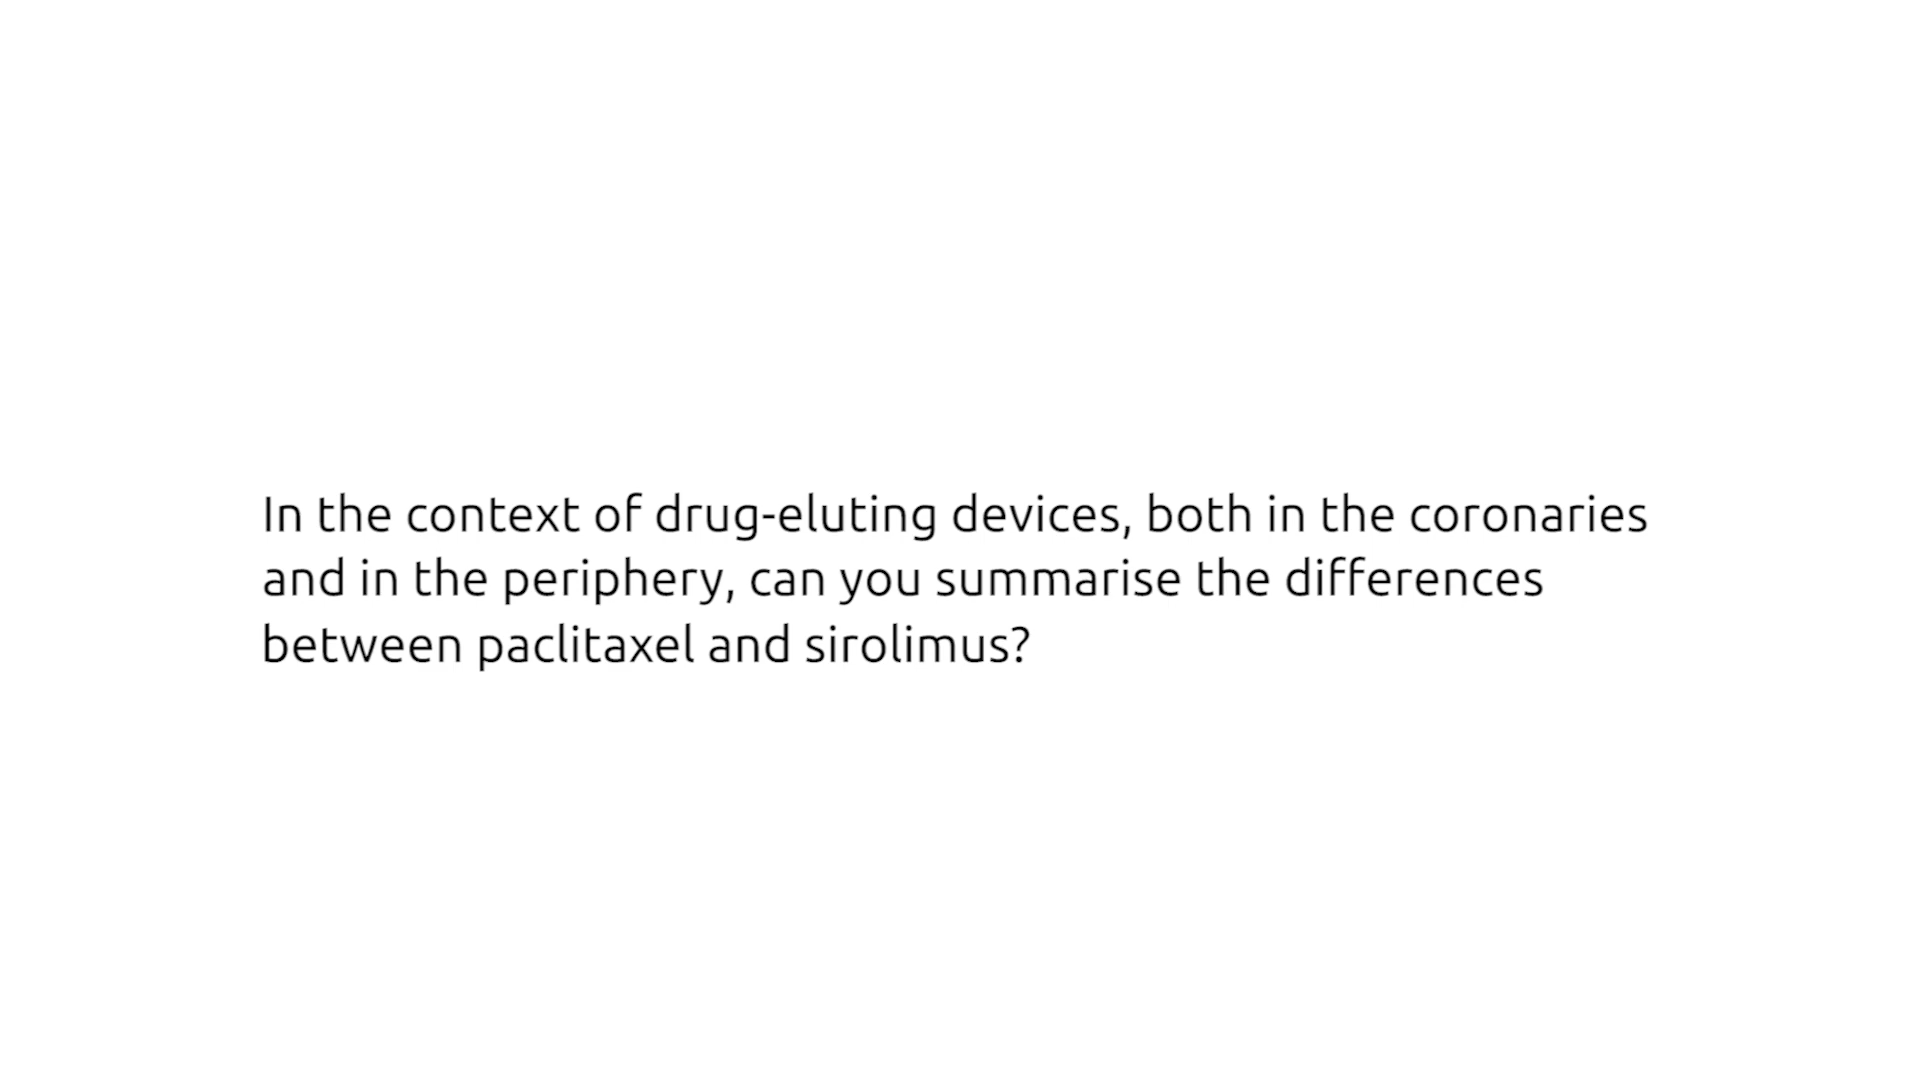 In the context of drug-eluting devices, both in the coronaries
and in the periphery, can you summarise the differences
between paclitaxel and sirolimus?